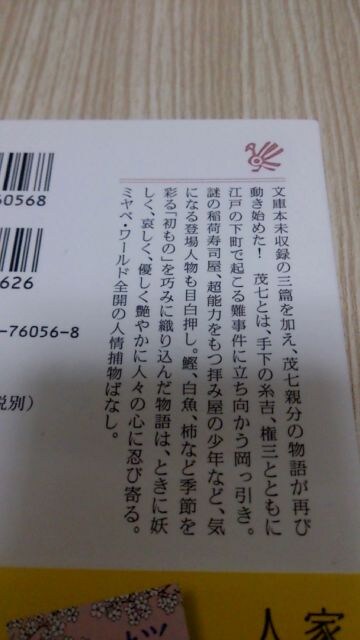 文庫本未収録の三篇を加え、茂七親分の物語が再び
動き始めた！　茂七とは、手下の糸吉、権三とともに
江戸の下町で起こる難事件に立ち向かう岡っ引き。
謎の稲荷寿司屋、超能力をもつ拝み屋の少年など、気
になる登場人物も目白押し。鰹、白魚、柿など季節を
彩る「初もの」を巧みに織り込んだ物語は、ときに妖
しく、哀しく、優しく艶やかに人々の心に忍び寄る。
ミヤベ・ワールド全開の人情捕物ばなし。
60568
626
-76056-8
税別）
人家